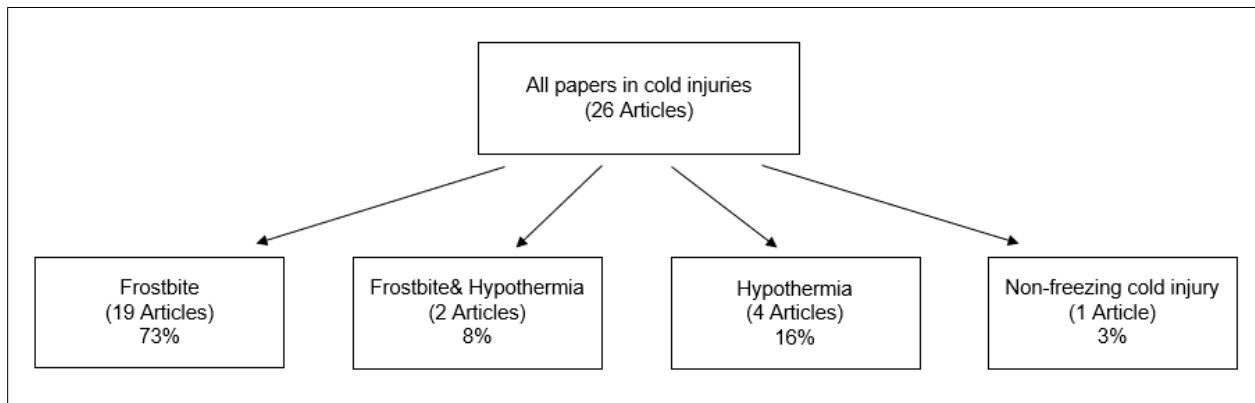 All papers in cold injuries
(26 Articles)
Frostbite
(19 Articles)
73%
Frostbite& Hypothermia
(2 Articles)
8%
Hypothermia
(4 Articles)
16%
Non-freezing cold injury
(1 Article)
3%